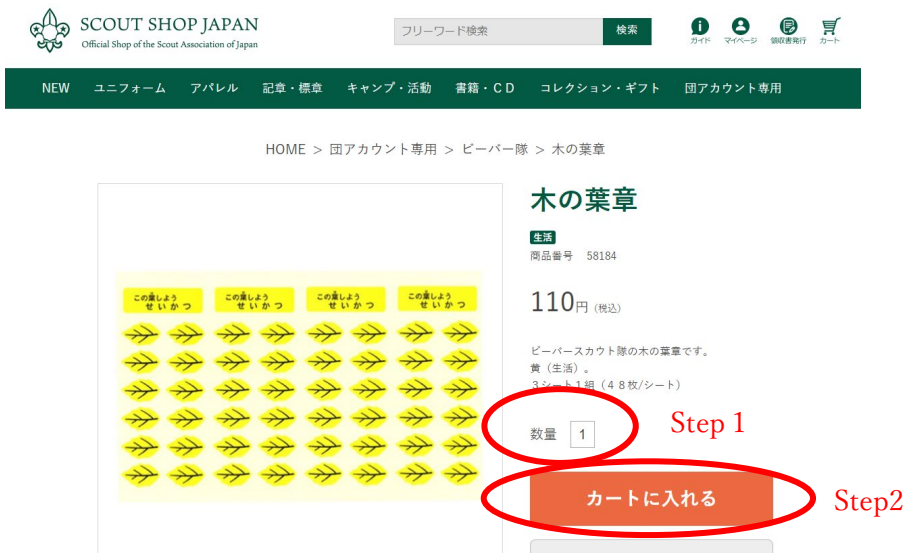 SCOUT SHOP JAPAN
Official Shop of the Scout Association of Japan
フリーワード検索
検索
ガイド
マイページ
領収書発行
カート
NEW ユニフォーム アパレル 記章・標章 キャンプ・活動 書籍・CD コレクション・ギフト 団アカウント専用
HOME > 団アカウント専用 > ビーバー隊 > 木の葉章
木の葉章
生活
商品番号 58184
110円 (税込)
この葉しよう この葉しよう この葉しよう この葉しよう
せいかつ せいかつ せいかつ せいかつ
ビーバースカウト隊の木の葉章です。
黄（生活）。
3シート1組（48枚/シート）
数量 1
Step 1
カートに入れる
Step2